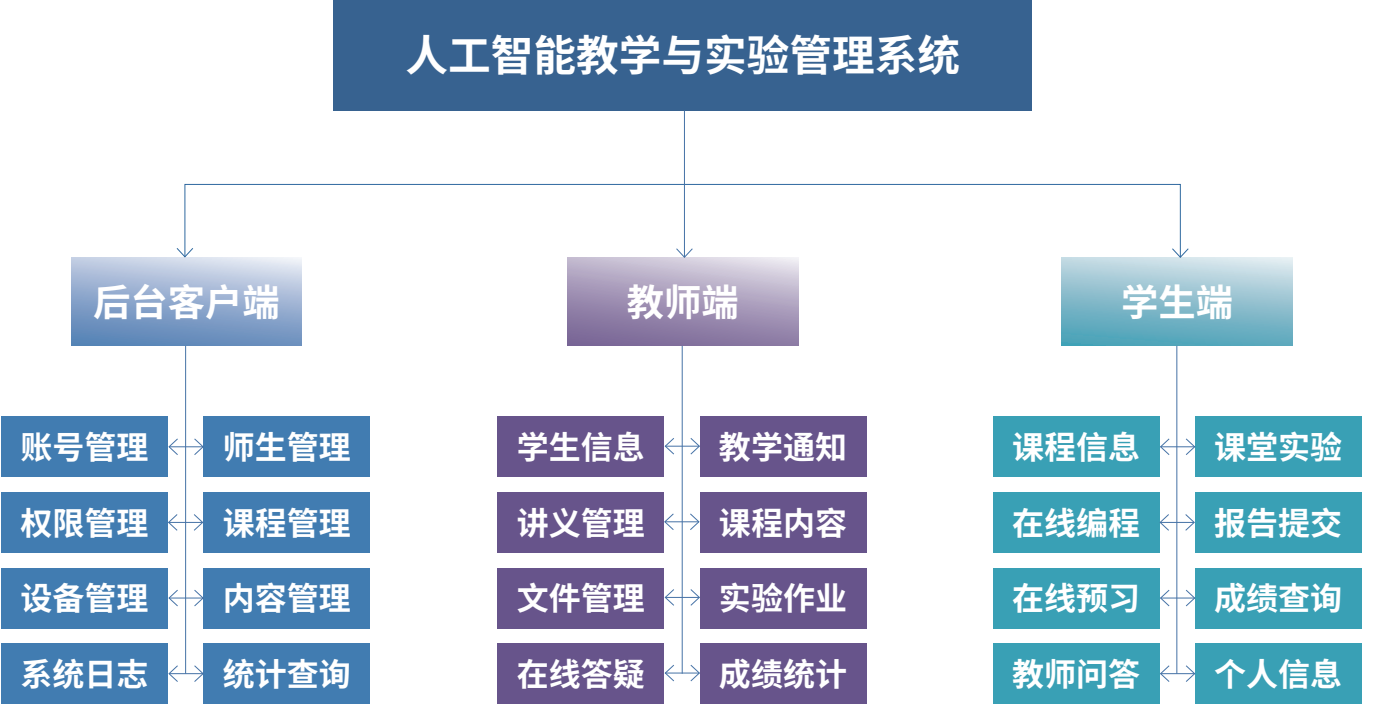 人工智能教学与实验管理系统
后台客户端
教师端
学生端
账号管理
师生管理
学生信息
教学通知
课程信息
课堂实验
权限管理
课程管理
讲义管理
课程内容
在线编程
报告提交
设备管理
内容管理
文件管理
实验作业
在线预习
成绩查询
系统日志
统计查询
在线答疑
成绩统计
教师问答
个人信息